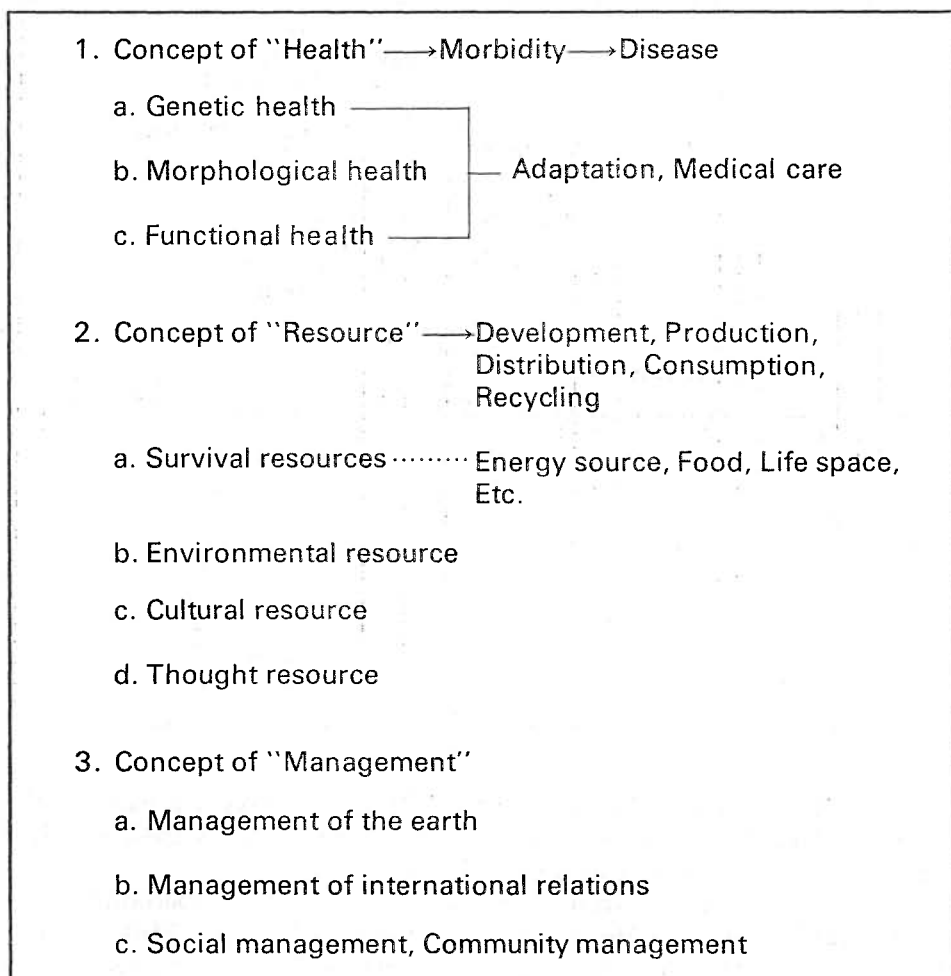 1. Concept of "Health"⟶Morbidity⟶Disease
a. Genetic health
b. Morphological health
Adaptation, Medical care
c. Functional health
2. Concept of "Resource"⟶Development, Production,
Distribution, Consumption,
Recycling
a. Survival resources ········· Energy source, Food, Life space,
Etc.
b. Environmental resource
c. Cultural resource
d. Thought resource
3. Concept of "Management"
a. Management of the earth
b. Management of international relations
c. Social management, Community management